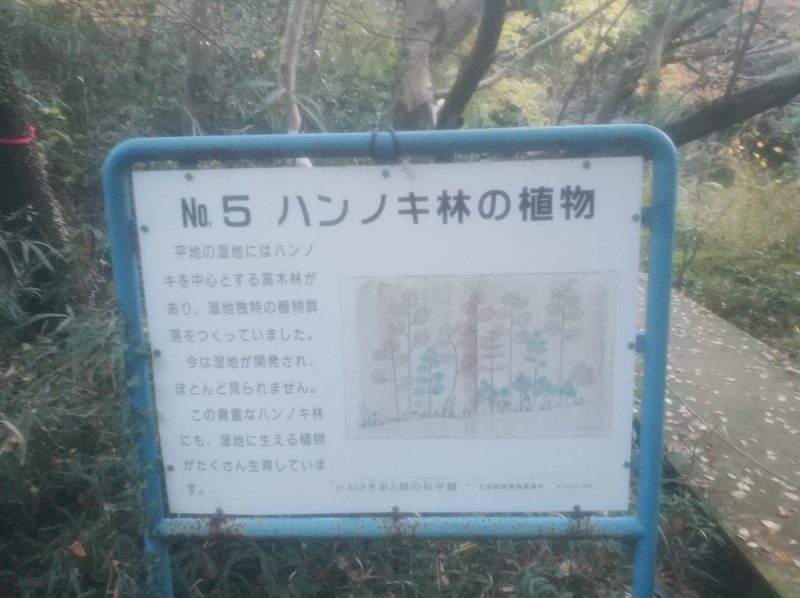 No. 5 ハンノキ林の植物
平地の湿地にはハンノ
キを中心とする高木林が
あり、湿地独特の植物群
落をつくっていました。
今は湿地が開発され、
ほとんど見られません。
この貴重なハンノキ林
にも、湿地に生える植物
がたくさん生育していま
す。
かわさき宙と緑の科学館・